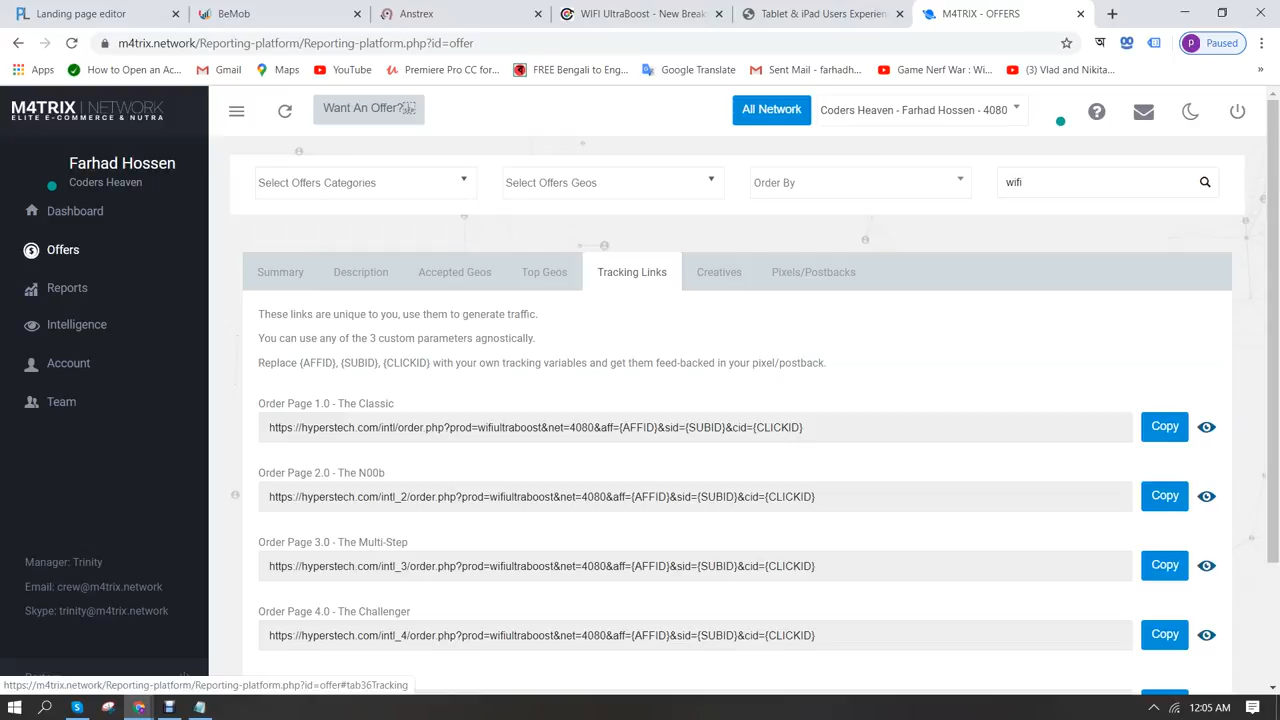 Landing page editor
BeMob
Anstrex
WIFI UltraBoost - New Break
Tablet & iPad Users Experien
M4TRIX - OFFERS
m4trix.network/Reporting-platform/Reporting-platform.php?id=offer
P
Paused
Apps
How to Open an Ac...
Gmail
Maps
YouTube
Premiere Pro CC for...
FREE Bengali to Eng...
Google Translate
Sent Mail - farhadh...
Game Nerf War : Wi...
(3) Vlad and Nikita...
»
M4TRIX | NETWORK
ELITE E-COMMERCE & NUTRA
Want An Offer?
All Network
Coders Heaven - Farhad Hossen - 4080
Farhad Hossen
Coders Heaven
Dashboard
Offers
Reports
Intelligence
Account
Team
Manager: Trinity
Email: crew@m4trix.network
Skype: trinity@m4trix.network
Select Offers Categories
Select Offers Geos
Order By
wifi
Summary
Description
Accepted Geos
Top Geos
Tracking Links
Creatives
Pixels/Postbacks
These links are unique to you, use them to generate traffic.
You can use any of the 3 custom parameters agnostically.
Replace {AFFID}, {SUBID}, {CLICKID} with your own tracking variables and get them feed-backed in your pixel/postback.
Order Page 1.0 - The Classic
https://hyperstech.com/intl/order.php?prod=wifiultraboost&net=4080&aff={AFFID}&sid={SUBID}&cid={CLICKID}
Copy
Order Page 2.0 - The N00b
https://hyperstech.com/intl_2/order.php?prod=wifiultraboost&net=4080&aff={AFFID}&sid={SUBID}&cid={CLICKID}
Copy
Order Page 3.0 - The Multi-Step
https://hyperstech.com/intl_3/order.php?prod=wifiultraboost&net=4080&aff={AFFID}&sid={SUBID}&cid={CLICKID}
Copy
Order Page 4.0 - The Challenger
https://hyperstech.com/intl_4/order.php?prod=wifiultraboost&net=4080&aff={AFFID}&sid={SUBID}&cid={CLICKID}
Copy
https://m4trix.network/Reporting-platform/Reporting-platform.php?id=offer#tab36Tracking
12:05 AM